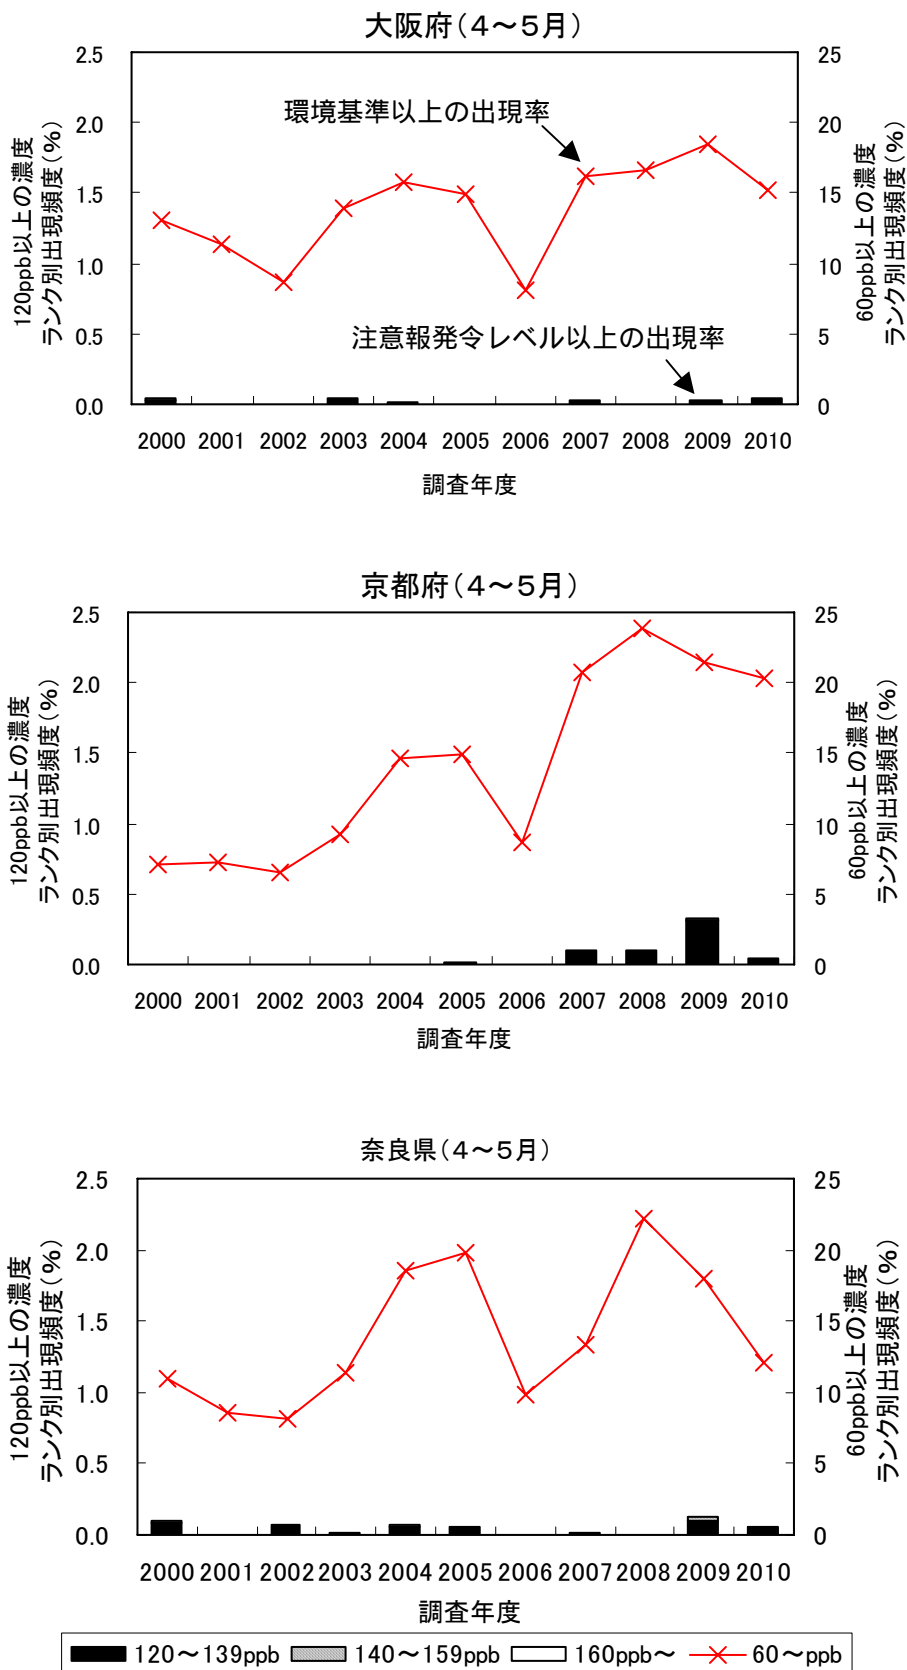 大阪府(4～5月)
120ppb以上の濃度
ランク別出現頻度(%)
2.5
2.0
1.5
1.0
0.5
0.0
環境基準以上の出現率
注意報発令レベル以上の出現率
25
20
15
10
5
0
60ppb以上の濃度
ランク別出現頻度(%)
2000 2001 2002 2003 2004 2005 2006 2007 2008 2009 2010
調査年度
京都府(4～5月)
120ppb以上の濃度
ランク別出現頻度(%)
2.5
2.0
1.5
1.0
0.5
0.0
25
20
15
10
5
0
60ppb以上の濃度
ランク別出現頻度(%)
2000 2001 2002 2003 2004 2005 2006 2007 2008 2009 2010
調査年度
奈良県(4～5月)
120ppb以上の濃度
ランク別出現頻度(%)
2.5
2.0
1.5
1.0
0.5
0.0
25
20
15
10
5
0
60ppb以上の濃度
ランク別出現頻度(%)
2000 2001 2002 2003 2004 2005 2006 2007 2008 2009 2010
調査年度
120～139ppb 140～159ppb 160ppb～ 60～ppb